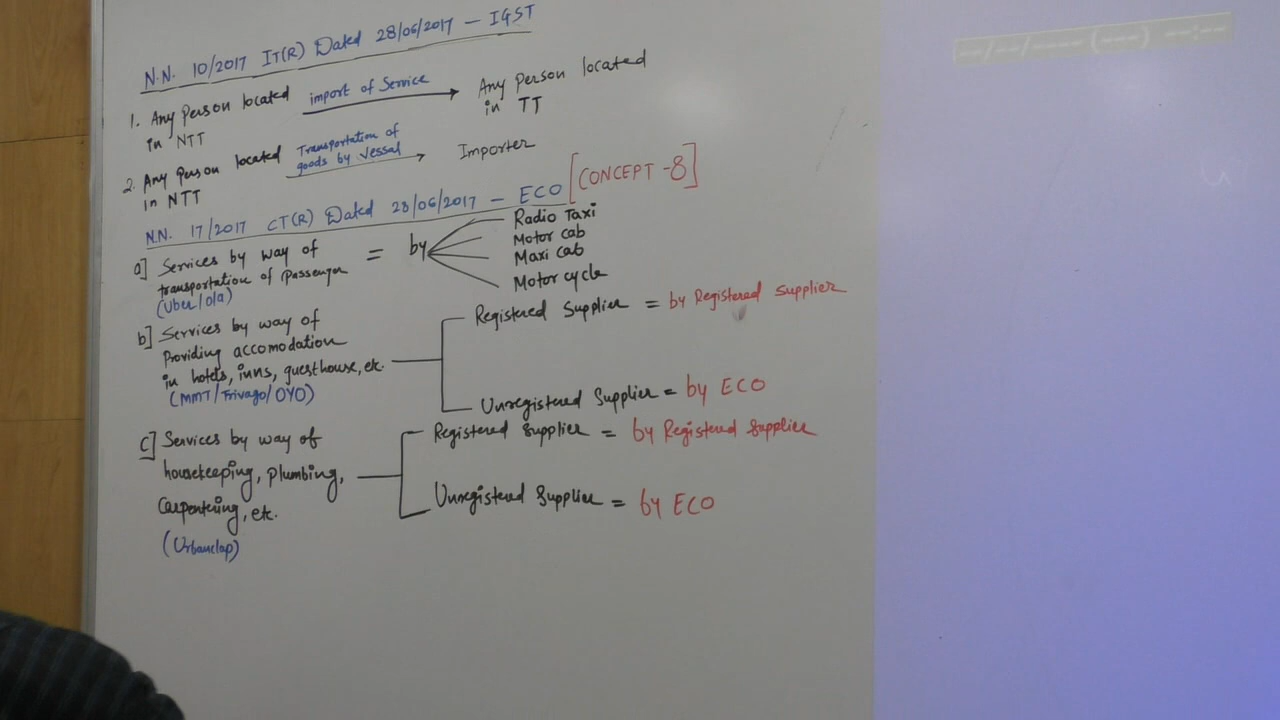 N.N. 10/2017 IT(R) Dated 28/06/2017 - IGST
1. Any Person located in NTT
import of Service
Any Person located in TT
2. Any Person located in NTT
Transportation of goods by Vessal
Importer
N.N. 17/2017 CT(R) Dated 28/06/2017 - ECO [CONCEPT-8]
a] Services by way of
transportation of Passenger
(Uber/Ola)
= by
Radio Taxi
Motor cab
Maxi cab
Motor cycle
b] Services by way of
Providing accomodation
in hotels, inns, guesthouse, etc.
(MMT/Trivago/OYO)
Registered Supplier = by Registered Supplier
Unregistered Supplier = by ECO
c] Services by way of
housekeeping, plumbing,
Carpentering, etc.
(Urbanclap)
Registered Supplier = by Registered Supplier
Unregistered Supplier = by ECO
--/--/---- (---) --:--